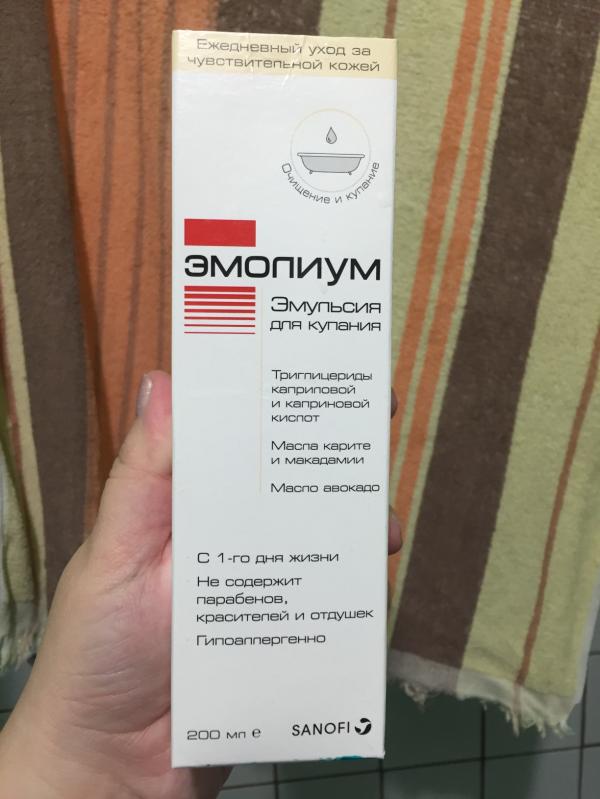 Ежедневный уход за
чувствительной кожей
Очищение и купание
эмолиум
Эмульсия
для купания
Триглицериды
каприловой
и каприновой
кислот
Масла карите
и макадамии
Масло авокадо
С 1-го дня жизни
Не содержит
парабенов,
красителей и отдушек
Гипоаллергенно
200 мл е
SANOFI